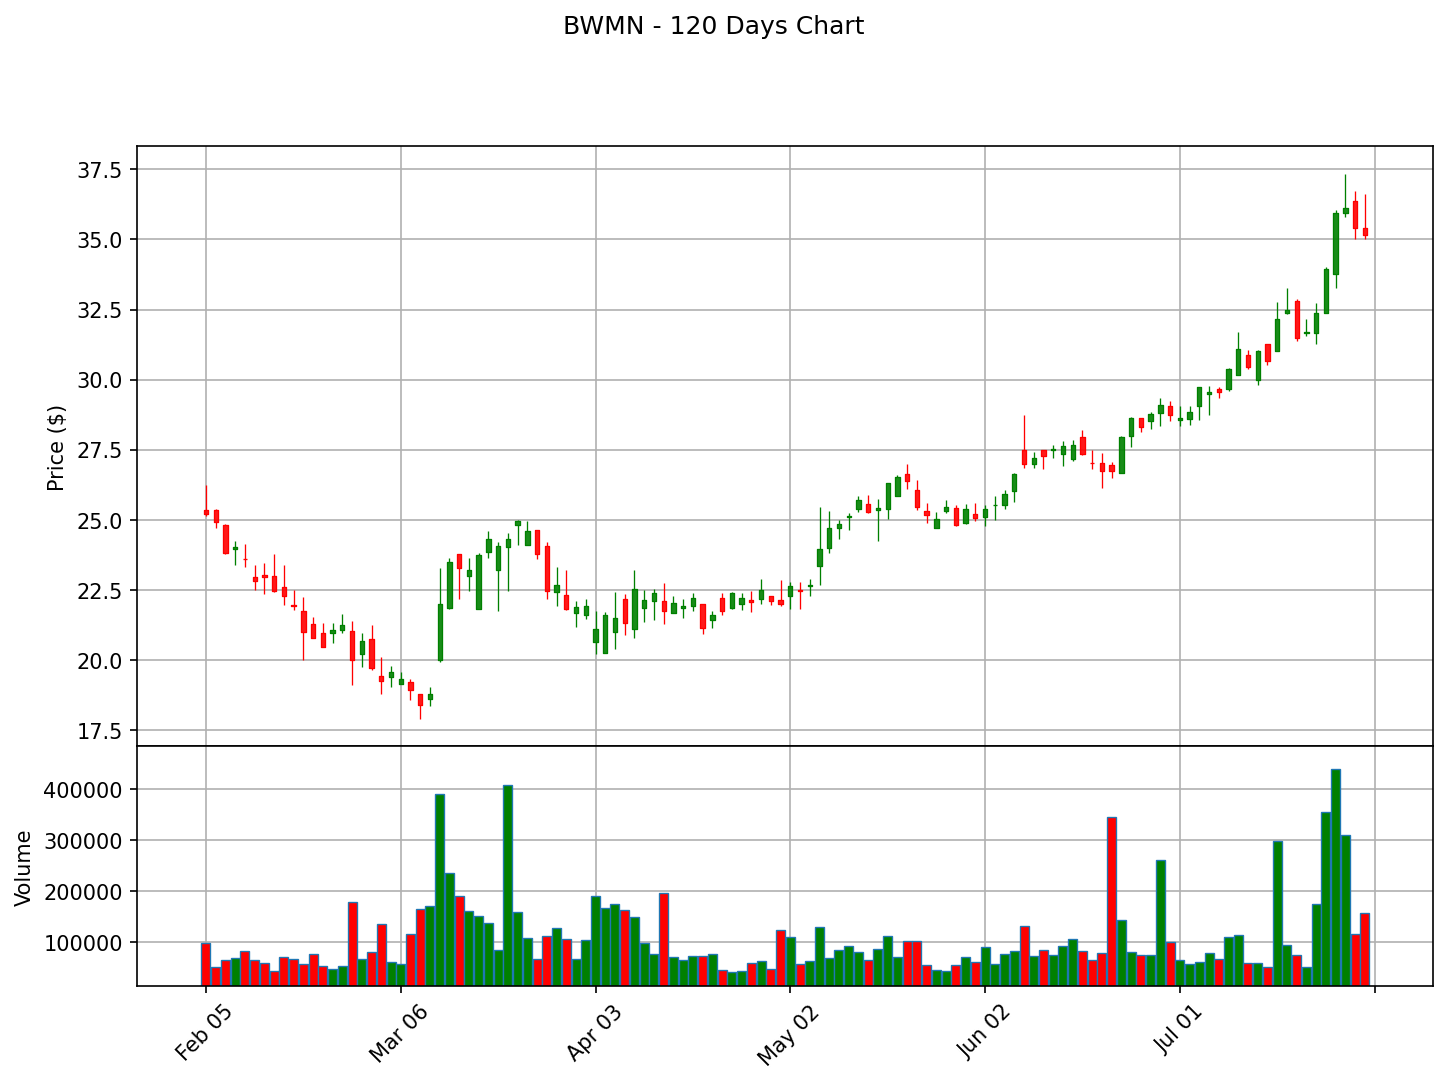 BWMN - 120 Days Chart
37.5
35.0
32.5
30.0
27.5
25.0
22.5
20.0
17.5
Price ($)
400000
300000
200000
100000
Volume
Feb 05
Mar 06
Apr 03
May 02
Jun 02
Jul 01